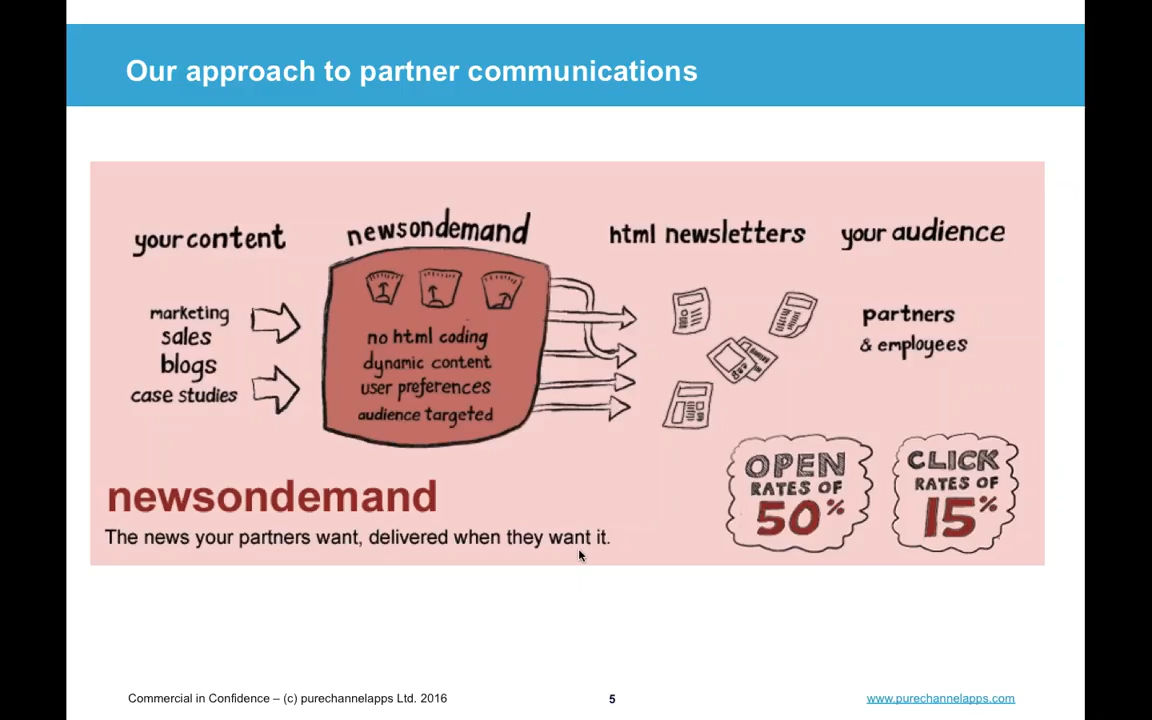 Our approach to partner communications
your content
newsondemand
html newsletters
your audience
marketing
sales
blogs
case studies
no html coding
dynamic content
user preferences
audience targeted
partners
& employees
OPEN
RATES OF
50%
CLICK
RATES OF
15%
newsondemand
The news your partners want, delivered when they want it.
Commercial in Confidence – (c) purechannelapps Ltd. 2016
5
www.purechannelapps.com